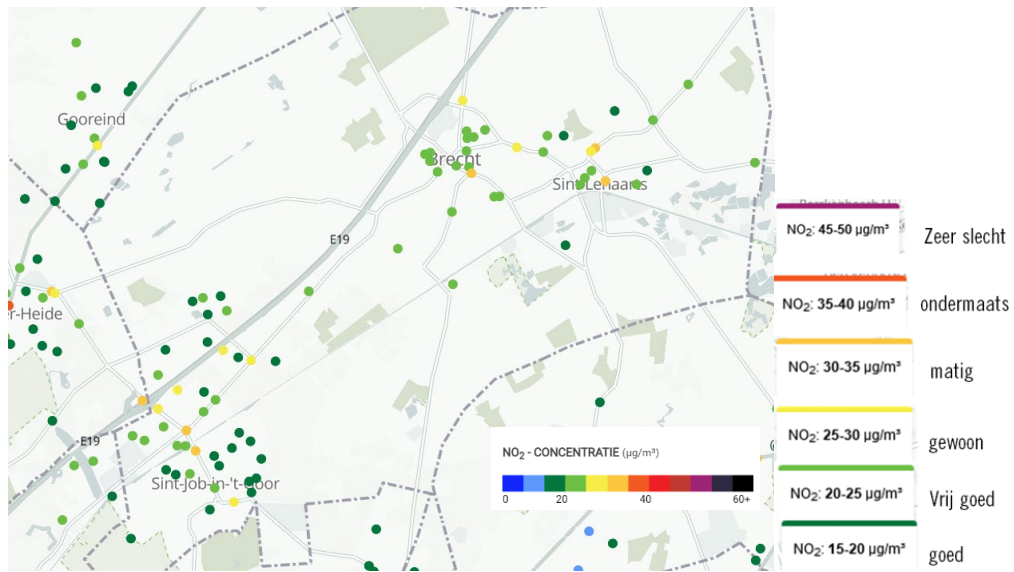 Gooreind
Brecht
Sint-Lenaarts
E19
er-Heide
E19
Sint-Job-in-'t-Goor
NO₂ - CONCENTRATIE (µg/m³)
0 20 40 60+
NO₂: 45-50 µg/m³ Zeer slecht
NO₂: 35-40 µg/m³ ondermaats
NO₂: 30-35 µg/m³ matig
NO₂: 25-30 µg/m³ gewoon
NO₂: 20-25 µg/m³ Vrij goed
NO₂: 15-20 µg/m³ goed